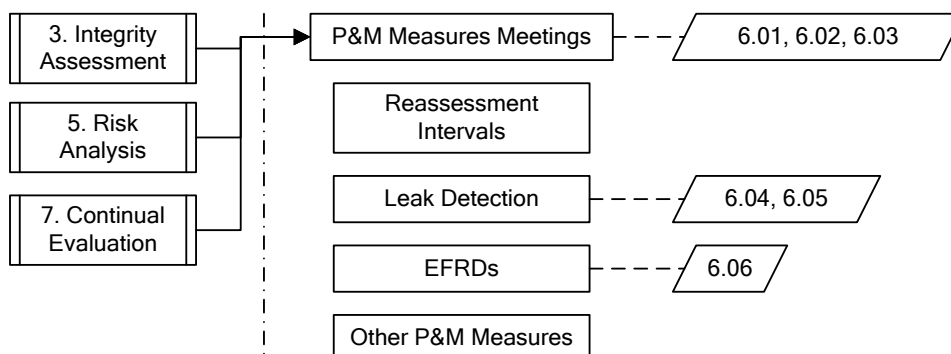 3. Integrity
Assessment
P&M Measures Meetings
6.01, 6.02, 6.03
5. Risk
Analysis
Reassessment
Intervals
7. Continual
Evaluation
Leak Detection
6.04, 6.05
EFRDs
6.06
Other P&M Measures